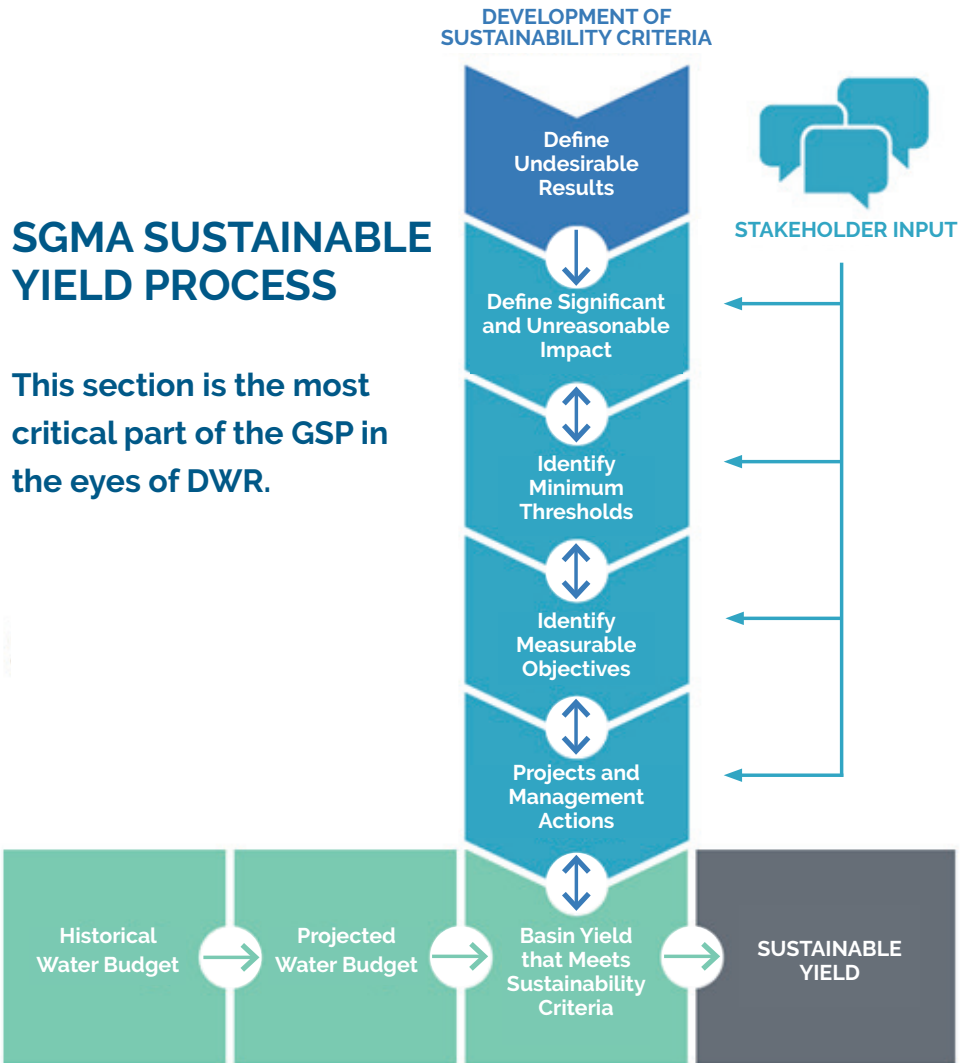 DEVELOPMENT OF
SUSTAINABILITY CRITERIA
Define
Undesirable
Results
STAKEHOLDER INPUT
SGMA SUSTAINABLE
YIELD PROCESS
Define Significant
and Unreasonable
Impact
This section is the most
critical part of the GSP in
the eyes of DWR.
Identify
Minimum
Thresholds
Identify
Measurable
Objectives
Projects and
Management
Actions
Historical
Water Budget
Projected
Water Budget
Basin Yield
that Meets
Sustainability
Criteria
SUSTAINABLE
YIELD